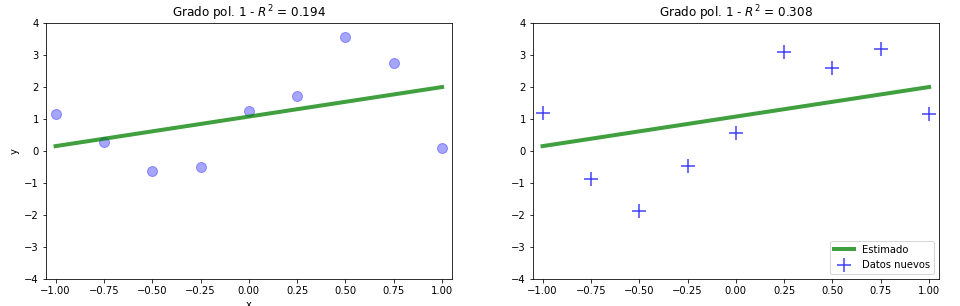 Grado pol. 1 - R² = 0.194
4
3
2
1
0
−1
−2
−3
−4
y
−1.00 −0.75 −0.50 −0.25 0.00 0.25 0.50 0.75 1.00
x
Grado pol. 1 - R² = 0.308
4
3
2
1
0
−1
−2
−3
−4
Estimado
Datos nuevos
−1.00 −0.75 −0.50 −0.25 0.00 0.25 0.50 0.75 1.00